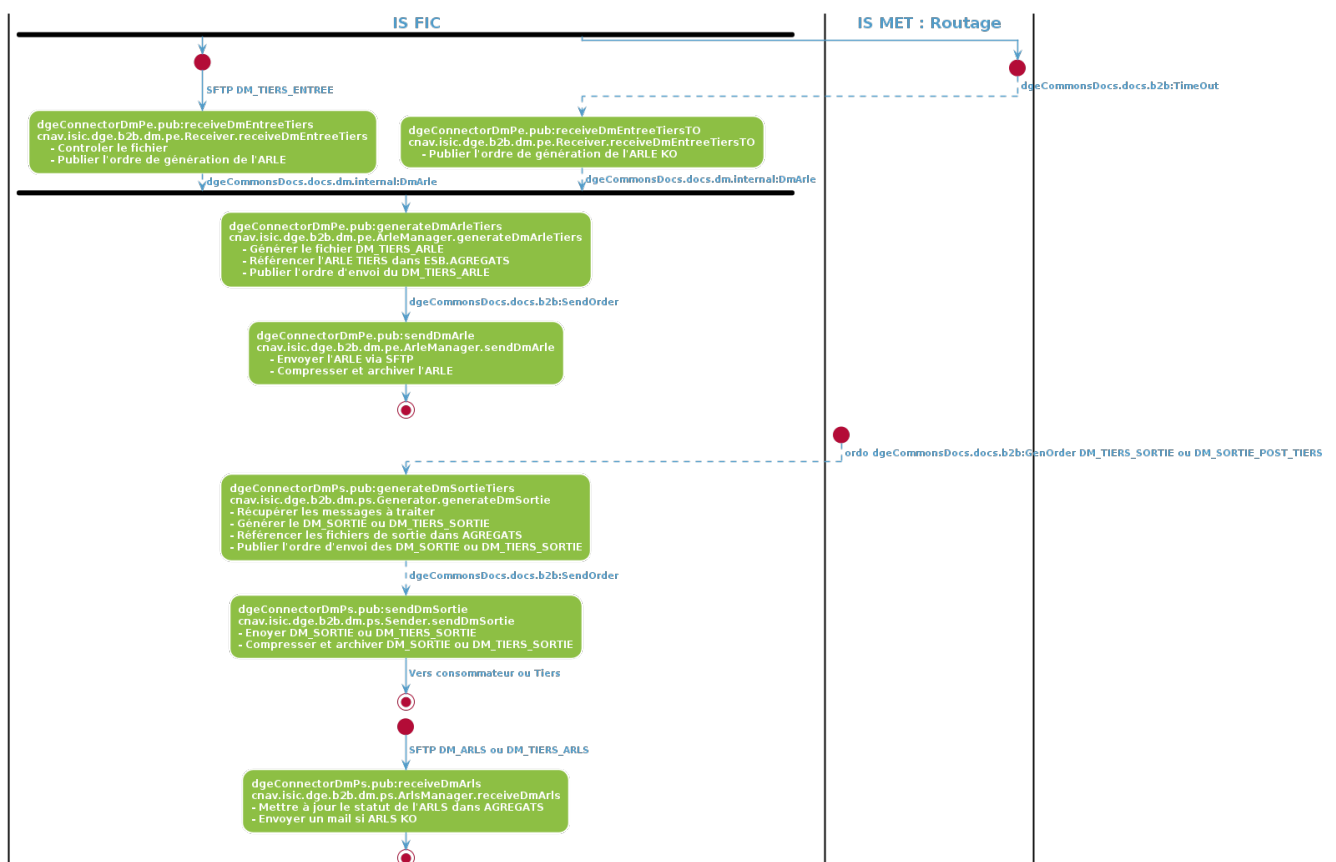 IS FIC
IS MET : Routage
SFTP DM_TIERS_ENTREE
dgeCommonsDocs.docs.b2b:TimeOut
dgeConnectorDmPe.pub:receiveDmEntreeTiers
cnav.isic.dge.b2b.dm.pe.Receiver.receiveDmEntreeTiers
- Controler le fichier
- Publier l'ordre de génération de l'ARLE
dgeConnectorDmPe.pub:receiveDmEntreeTiersTO
cnav.isic.dge.b2b.dm.pe.Receiver.receiveDmEntreeTiersTO
- Publier l'ordre de génération de l'ARLE KO
dgeCommonsDocs.docs.dm.internal:DmArle
dgeCommonsDocs.docs.dm.internal:DmArle
dgeConnectorDmPe.pub:generateDmArleTiers
cnav.isic.dge.b2b.dm.pe.ArleManager.generateDmArleTiers
- Générer le fichier DM_TIERS_ARLE
- Référencer l'ARLE TIERS dans ESB.AGREGATS
- Publier l'ordre d'envoi du DM_TIERS_ARLE
dgeCommonsDocs.docs.b2b:SendOrder
dgeConnectorDmPe.pub:sendDmArle
cnav.isic.dge.b2b.dm.pe.ArleManager.sendDmArle
- Envoyer l'ARLE via SFTP
- Compresser et archiver l'ARLE
ordo dgeCommonsDocs.docs.b2b:GenOrder DM_TIERS_SORTIE ou DM_SORTIE_POST_TIERS
dgeConnectorDmPs.pub:generateDmSortieTiers
cnav.isic.dge.b2b.dm.ps.Generator.generateDmSortie
- Récupérer les messages à traiter
- Générer le DM_SORTIE ou DM_TIERS_SORTIE
- Référencer les fichiers de sortie dans AGREGATS
- Publier l'ordre d'envoi des DM_SORTIE ou DM_TIERS_SORTIE
dgeCommonsDocs.docs.b2b:SendOrder
dgeConnectorDmPs.pub:sendDmSortie
cnav.isic.dge.b2b.dm.ps.Sender.sendDmSortie
- Enoyer DM_SORTIE ou DM_TIERS_SORTIE
- Compresser et archiver DM_SORTIE ou DM_TIERS_SORTIE
Vers consommateur ou Tiers
SFTP DM_ARLS ou DM_TIERS_ARLS
dgeConnectorDmPs.pub:receiveDmArls
cnav.isic.dge.b2b.dm.ps.ArlsManager.receiveDmArls
- Mettre à jour le statut de l'ARLS dans AGREGATS
- Envoyer un mail si ARLS KO